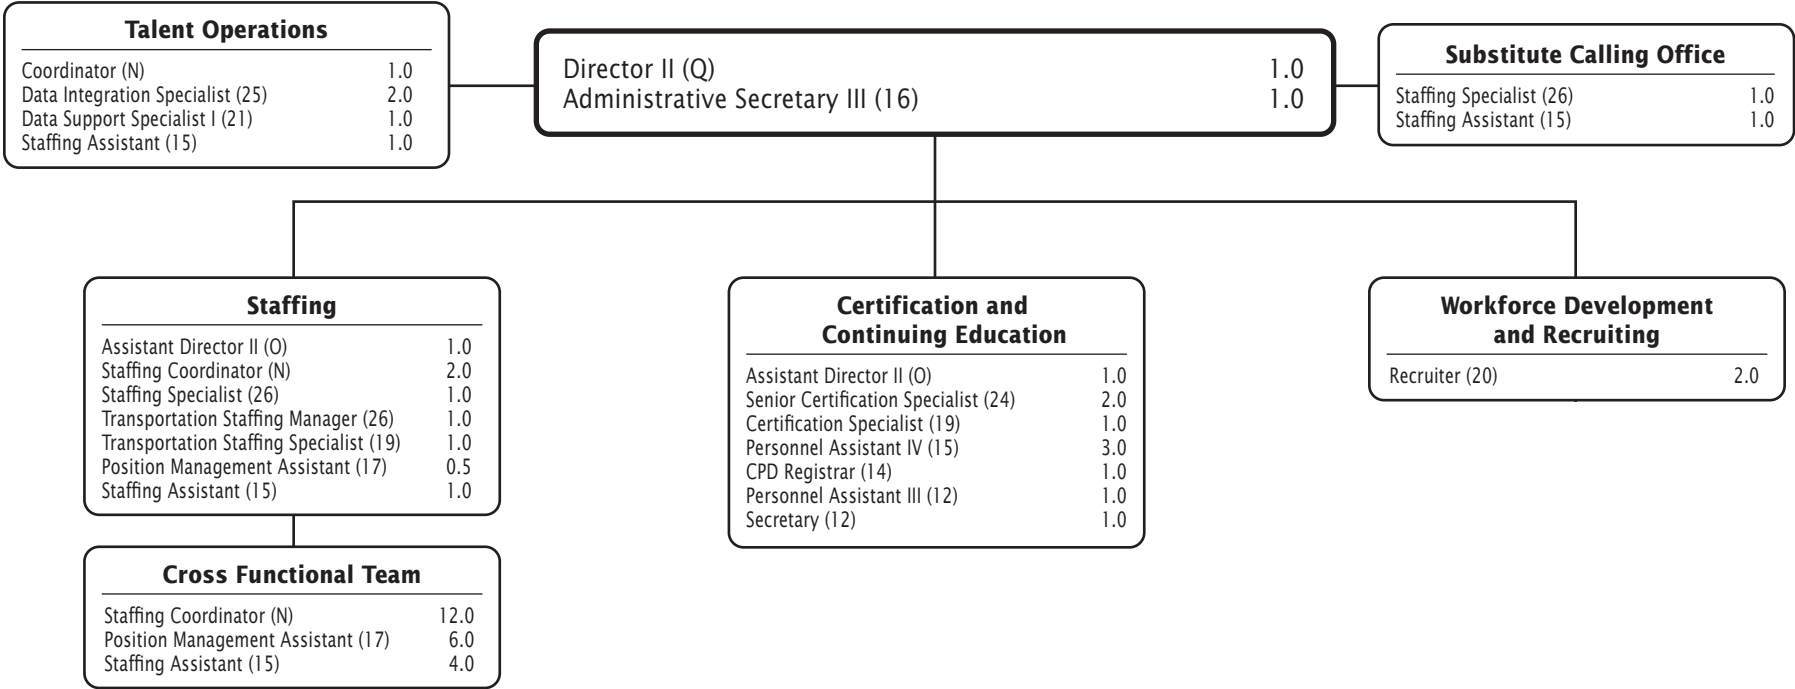 Talent Operations
Coordinator (N) 1.0
Data Integration Specialist (25) 2.0
Data Support Specialist I (21) 1.0
Staffing Assistant (15) 1.0
Director II (Q) 1.0
Administrative Secretary III (16) 1.0
Substitute Calling Office
Staffing Specialist (26) 1.0
Staffing Assistant (15) 1.0
Staffing
Assistant Director II (O) 1.0
Staffing Coordinator (N) 2.0
Staffing Specialist (26) 1.0
Transportation Staffing Manager (26) 1.0
Transportation Staffing Specialist (19) 1.0
Position Management Assistant (17) 0.5
Staffing Assistant (15) 1.0
Cross Functional Team
Staffing Coordinator (N) 12.0
Position Management Assistant (17) 6.0
Staffing Assistant (15) 4.0
Certification and
Continuing Education
Assistant Director II (O) 1.0
Senior Certification Specialist (24) 2.0
Certification Specialist (19) 1.0
Personnel Assistant IV (15) 3.0
CPD Registrar (14) 1.0
Personnel Assistant III (12) 1.0
Secretary (12) 1.0
Workforce Development
and Recruiting
Recruiter (20) 2.0